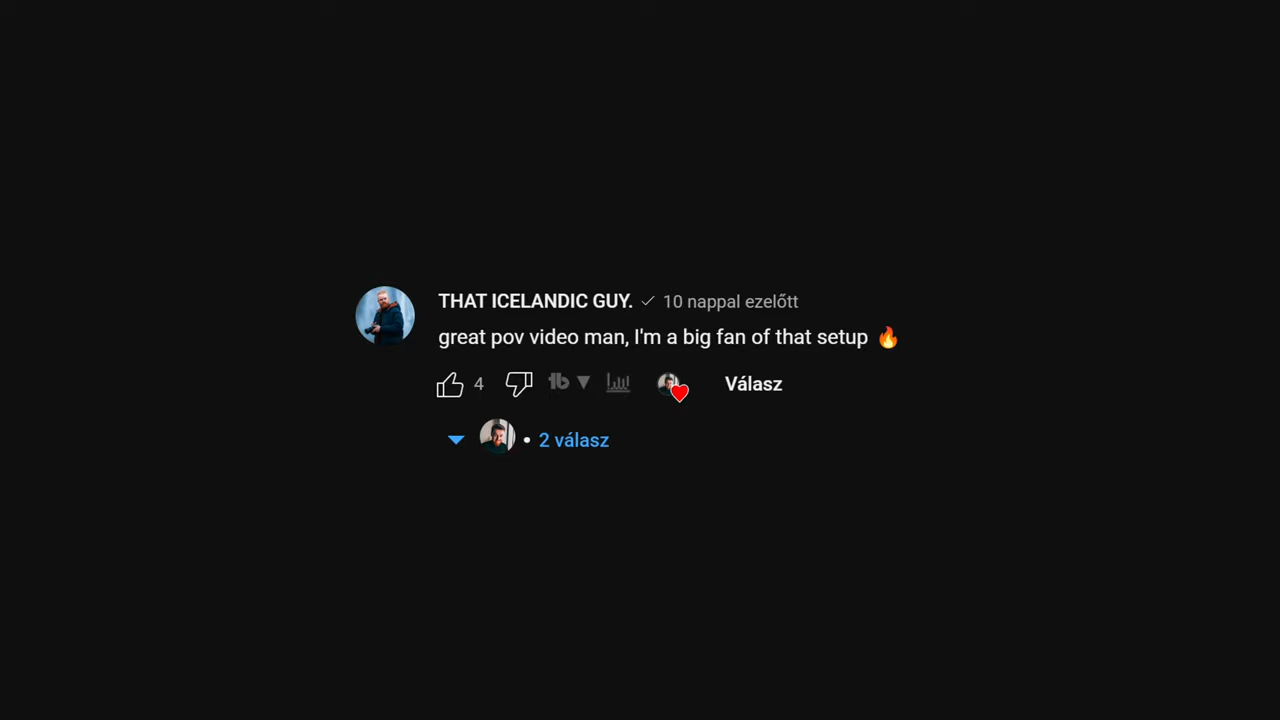 THAT ICELANDIC GUY. 10 nappal ezelőtt
great pov video man, I'm a big fan of that setup 🔥
4 tb Válasz
• 2 válasz